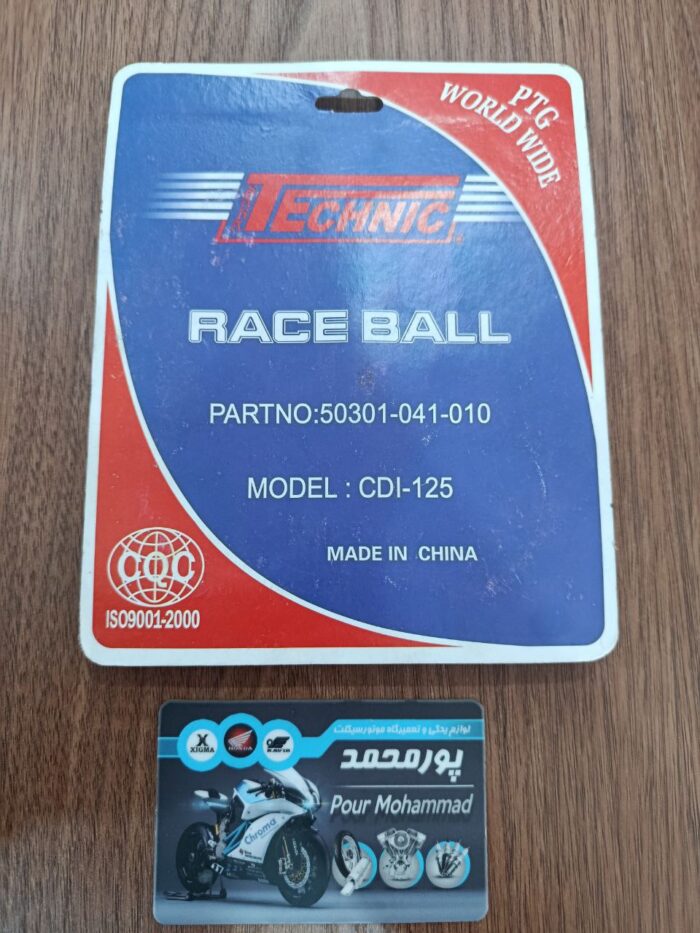 PTG
WORLD WIDE
TECHNIC
RACE BALL
PARTNO:50301-041-010
MODEL : CDI-125
MADE IN CHINA
CQC
ISO9001-2000
لوازم یدکی و تعمیرگاه موتورسیکلت
XIGMA
HONDA
پورمحمد
Pour Mohammad
Chroma